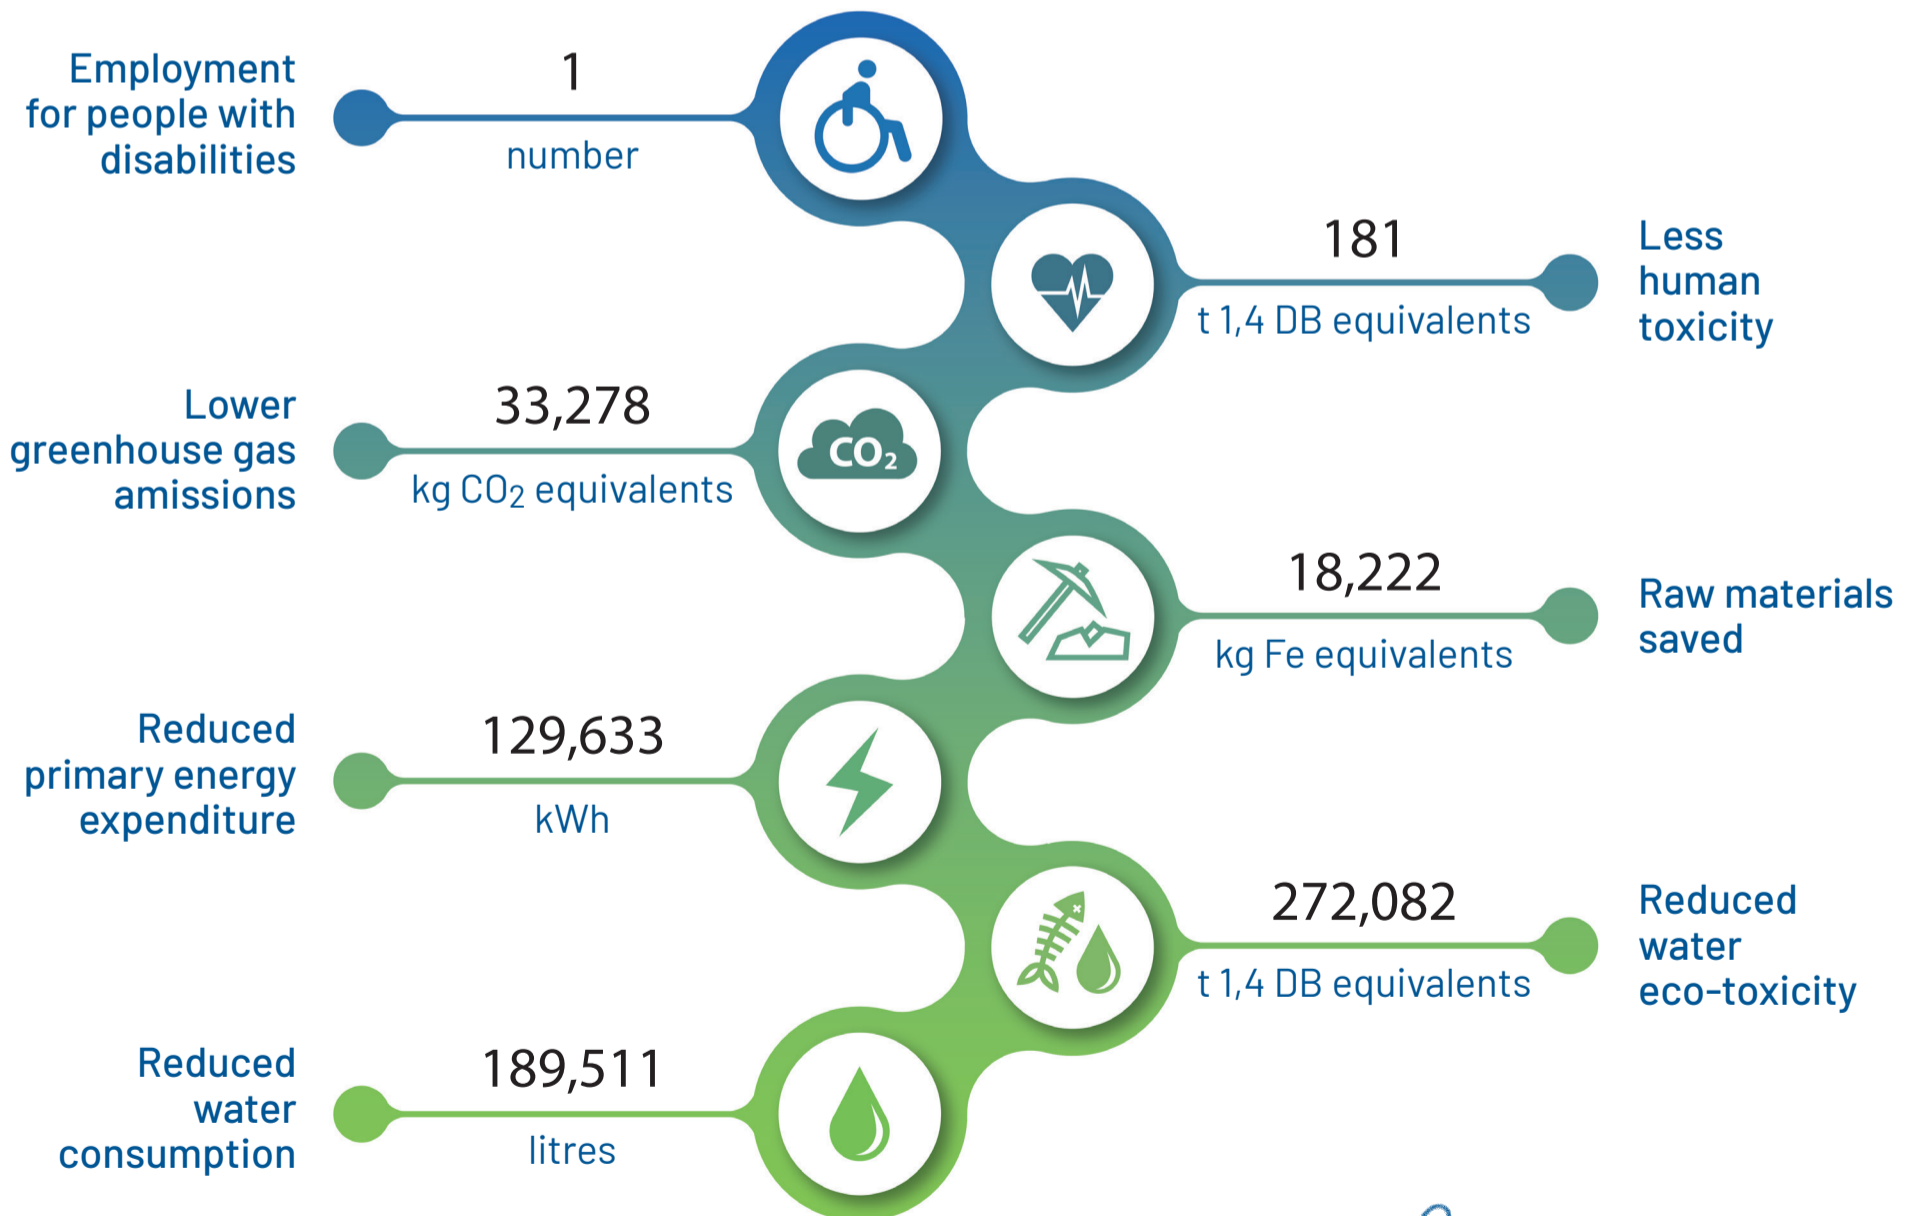 Employment
for people with
disabilities
1
number
181
t 1,4 DB equivalents
Less
human
toxicity
Lower
greenhouse gas
amissions
33,278
kg CO₂ equivalents
CO₂
18,222
kg Fe equivalents
Raw materials
saved
Reduced
primary energy
expenditure
129,633
kWh
272,082
t 1,4 DB equivalents
Reduced
water
eco-toxicity
Reduced
water
consumption
189,511
litres